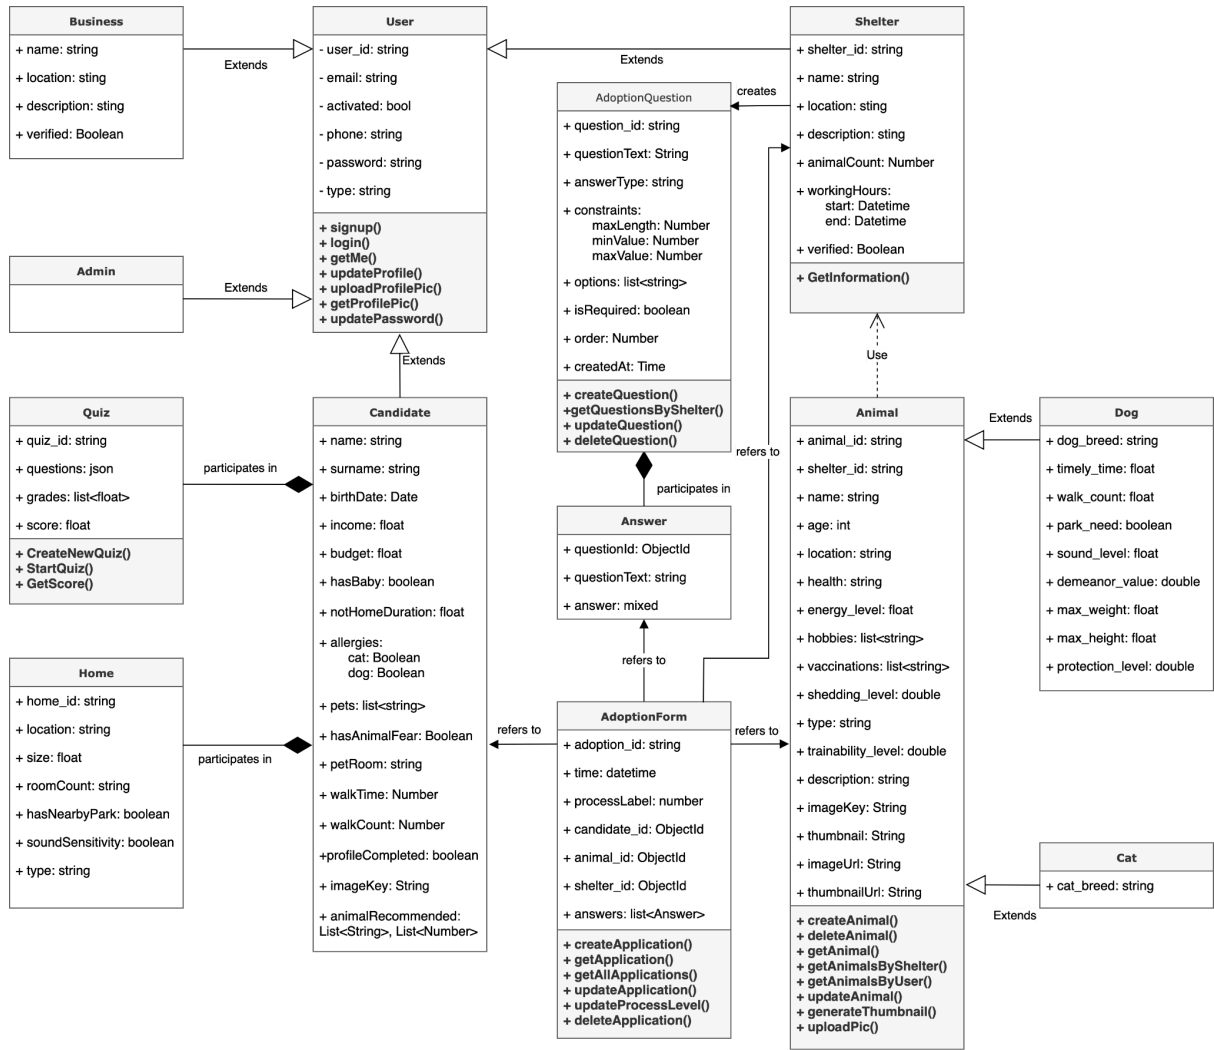 Business
+ name: string
+ location: sting
+ description: sting
+ verified: Boolean
Extends
User
- user_id: string
- email: string
- activated: bool
- phone: string
- password: string
- type: string
+ signup()
+ login()
+ getMe()
+ updateProfile()
+ uploadProfilePic()
+ getProfilePic()
+ updatePassword()
Extends
Shelter
+ shelter_id: string
+ name: string
+ location: sting
+ description: sting
+ animalCount: Number
+ workingHours:
start: Datetime
end: Datetime
+ verified: Boolean
+ GetInformation()
creates
AdoptionQuestion
+ question_id: string
+ questionText: String
+ answerType: string
+ constraints:
maxLength: Number
minValue: Number
maxValue: Number
+ options: list<string>
+ isRequired: boolean
+ order: Number
+ createdAt: Time
+ createQuestion()
+getQuestionsByShelter()
+ updateQuestion()
+ deleteQuestion()
Admin
Extends
Extends
Use
Quiz
+ quiz_id: string
+ questions: json
+ grades: list<float>
+ score: float
+ CreateNewQuiz()
+ StartQuiz()
+ GetScore()
participates in
Candidate
+ name: string
+ surname: string
+ birthDate: Date
+ income: float
+ budget: float
+ hasBaby: boolean
+ notHomeDuration: float
+ allergies:
cat: Boolean
dog: Boolean
+ pets: list<string>
+ hasAnimalFear: Boolean
+ petRoom: string
+ walkTime: Number
+ walkCount: Number
+profileCompleted: boolean
+ imageKey: String
+ animalRecommended:
List<String>, List<Number>
participates in
Answer
+ questionId: ObjectId
+ questionText: string
+ answer: mixed
refers to
refers to
Animal
+ animal_id: string
+ shelter_id: string
+ name: string
+ age: int
+ location: string
+ health: string
+ energy_level: float
+ hobbies: list<string>
+ vaccinations: list<string>
+ shedding_level: double
+ type: string
+ trainability_level: double
+ description: string
+ imageKey: String
+ thumbnail: String
+ imageUrl: String
+ thumbnailUrl: String
+ createAnimal()
+ deleteAnimal()
+ getAnimal()
+ getAnimalsByShelter()
+ getAnimalsByUser()
+ updateAnimal()
+ generateThumbnail()
+ uploadPic()
Extends
Dog
+ dog_breed: string
+ timely_time: float
+ walk_count: float
+ park_need: boolean
+ sound_level: float
+ demeanor_value: double
+ max_weight: float
+ max_height: float
+ protection_level: double
Home
+ home_id: string
+ location: string
+ size: float
+ roomCount: string
+ hasNearbyPark: boolean
+ soundSensitivity: boolean
+ type: string
participates in
refers to
AdoptionForm
+ adoption_id: string
+ time: datetime
+ processLabel: number
+ candidate_id: ObjectId
+ animal_id: ObjectId
+ shelter_id: ObjectId
+ answers: list<Answer>
+ createApplication()
+ getApplication()
+ getAllApplications()
+ updateApplication()
+ updateProcessLevel()
+ deleteApplication()
refers to
Cat
+ cat_breed: string
Extends